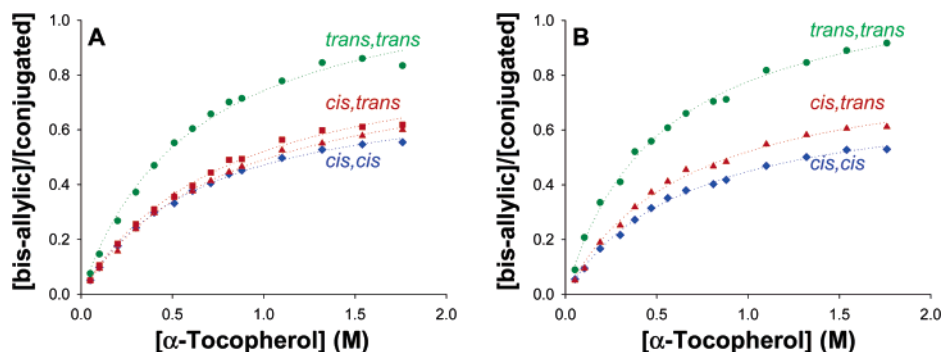 A
[bis-allylic]/[conjugated]
1.0
0.8
0.6
0.4
0.2
0.0
trans,trans
cis,trans
cis,cis
0.0 0.5 1.0 1.5 2.0
[α-Tocopherol] (M)
B
[bis-allylic]/[conjugated]
1.0
0.8
0.6
0.4
0.2
0.0
trans,trans
cis,trans
cis,cis
0.0 0.5 1.0 1.5 2.0
[α-Tocopherol] (M)